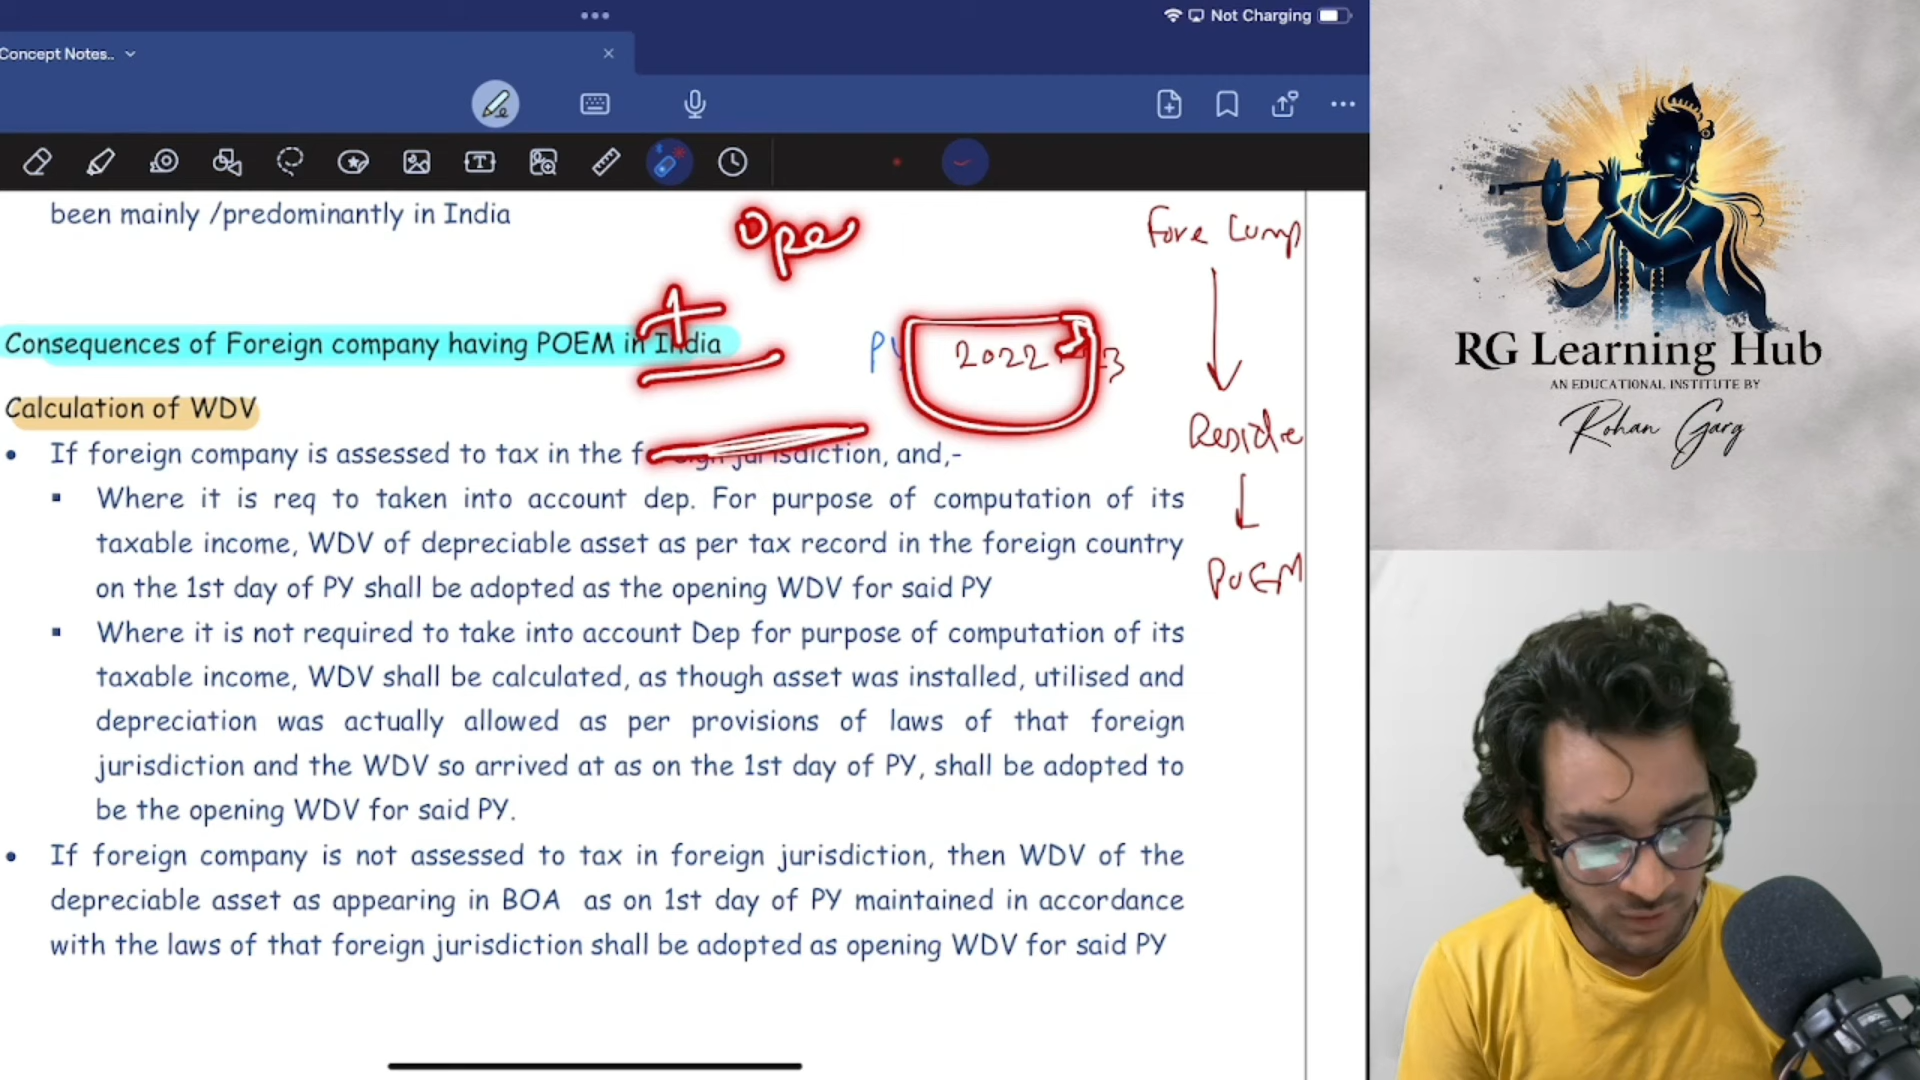 Not Charging
Concept Notes..
been mainly /predominantly in India
Ope
Fore Comp
Consequences of Foreign company having POEM in India
PY 2022
Calculation of WDV
Reside
If foreign company is assessed to tax in the foreign jurisdiction, and,-
Where it is req to taken into account dep. For purpose of computation of its
taxable income, WDV of depreciable asset as per tax record in the foreign country
on the 1st day of PY shall be adopted as the opening WDV for said PY
POEM
Where it is not required to take into account Dep for purpose of computation of its
taxable income, WDV shall be calculated, as though asset was installed, utilised and
depreciation was actually allowed as per provisions of laws of that foreign
jurisdiction and the WDV so arrived at as on the 1st day of PY, shall be adopted to
be the opening WDV for said PY.
If foreign company is not assessed to tax in foreign jurisdiction, then WDV of the
depreciable asset as appearing in BOA as on 1st day of PY maintained in accordance
with the laws of that foreign jurisdiction shall be adopted as opening WDV for said PY
RG Learning Hub
AN EDUCATIONAL INSTITUTE BY
Rohan Garg